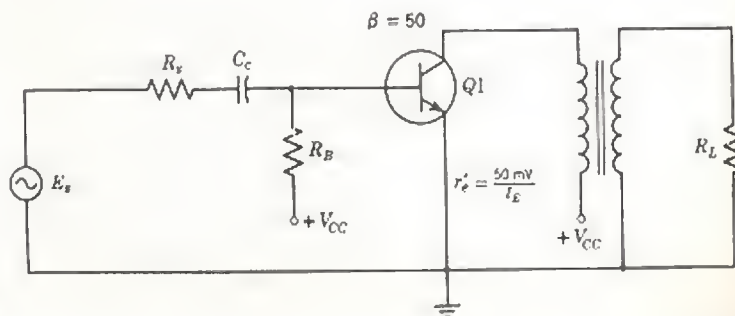 β = 50
R_s
C_c
Q1
R_B
R_L
E_s
r'_e = 50 mV / I_E
+ V_CC
+ V_CC